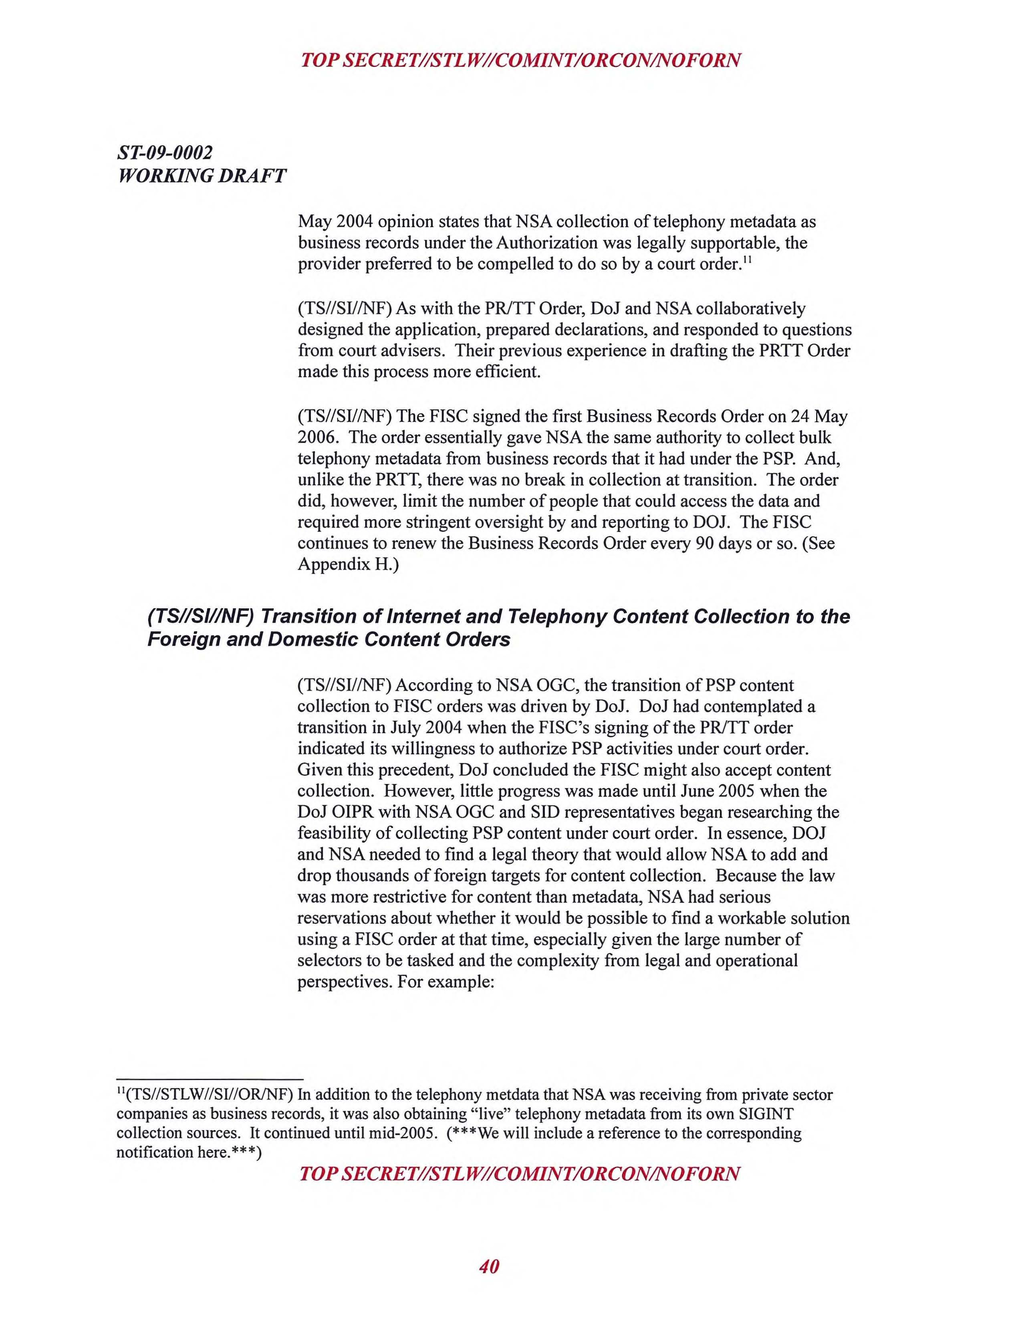 TOP SECRET//STLW//COMINT/ORCON/NOFORN
ST-09-0002
WORKING DRAFT
May 2004 opinion states that NSA collection of telephony metadata as
business records under the Authorization was legally supportable, the
provider preferred to be compelled to do so by a court order.¹¹
(TS//SI//NF) As with the PR/TT Order, DoJ and NSA collaboratively
designed the application, prepared declarations, and responded to questions
from court advisers. Their previous experience in drafting the PRTT Order
made this process more efficient.
(TS//SI//NF) The FISC signed the first Business Records Order on 24 May
2006. The order essentially gave NSA the same authority to collect bulk
telephony metadata from business records that it had under the PSP. And,
unlike the PRTT, there was no break in collection at transition. The order
did, however, limit the number of people that could access the data and
required more stringent oversight by and reporting to DOJ. The FISC
continues to renew the Business Records Order every 90 days or so. (See
Appendix H.)
(TS//SI//NF) Transition of Internet and Telephony Content Collection to the
Foreign and Domestic Content Orders
(TS//SI//NF) According to NSA OGC, the transition of PSP content
collection to FISC orders was driven by DoJ. DoJ had contemplated a
transition in July 2004 when the FISC's signing of the PR/TT order
indicated its willingness to authorize PSP activities under court order.
Given this precedent, DoJ concluded the FISC might also accept content
collection. However, little progress was made until June 2005 when the
DoJ OIPR with NSA OGC and SID representatives began researching the
feasibility of collecting PSP content under court order. In essence, DOJ
and NSA needed to find a legal theory that would allow NSA to add and
drop thousands of foreign targets for content collection. Because the law
was more restrictive for content than metadata, NSA had serious
reservations about whether it would be possible to find a workable solution
using a FISC order at that time, especially given the large number of
selectors to be tasked and the complexity from legal and operational
perspectives. For example:
¹¹(TS//STLW//SI//OR/NF) In addition to the telephony metdata that NSA was receiving from private sector
companies as business records, it was also obtaining "live" telephony metadata from its own SIGINT
collection sources. It continued until mid-2005. (***We will include a reference to the corresponding
notification here.***)
TOP SECRET//STLW//COMINT/ORCON/NOFORN
40